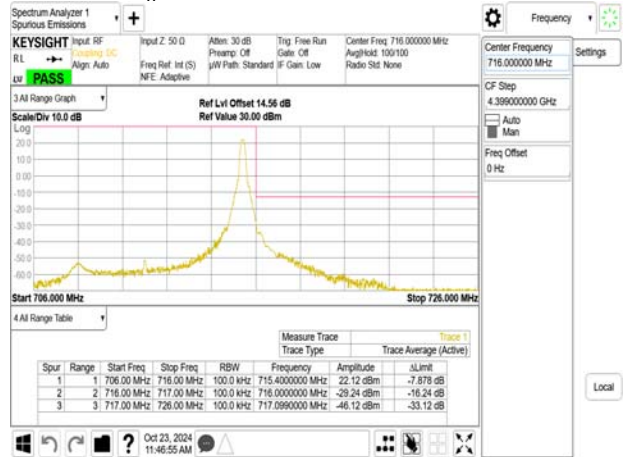 Spectrum Analyzer 1
Spurious Emissions
+
Frequency
KEYSIGHT Input: RF Input Z: 50 Ω Atten: 30 dB Trig: Free Run Center Freq: 716.000000 MHz
RL Coupling: DC Preamp: Off Gate: Off Avg|Hold: 100/100
Align: Auto Freq Ref: Int (S) µW Path: Standard IF Gain: Low Radio Std: None
NFE: Adaptive
PASS
Center Frequency
716.000000 MHz
Settings
CF Step
4.399000000 GHz
Auto
Man
Freq Offset
0 Hz
3 All Range Graph
Ref Lvl Offset 14.56 dB
Scale/Div 10.0 dB Ref Value 30.00 dBm
Log
20.0
10.0
0.00
-10.0
-20.0
-30.0
-40.0
-50.0
-60.0
Start 706.000 MHz Stop 726.000 MHz
4 All Range Table
Measure Trace Trace 1
Trace Type Trace Average (Active)
Spur Range Start Freq Stop Freq RBW Frequency Amplitude ΔLimit
1 1 706.00 MHz 716.00 MHz 100.0 kHz 715.4000000 MHz 22.12 dBm -7.878 dB
2 2 716.00 MHz 717.00 MHz 100.0 kHz 716.0000000 MHz -29.24 dBm -16.24 dB
3 3 717.00 MHz 726.00 MHz 100.0 kHz 717.0990000 MHz -46.12 dBm -33.12 dB
Local
?
Oct 23, 2024
11:46:55 AM